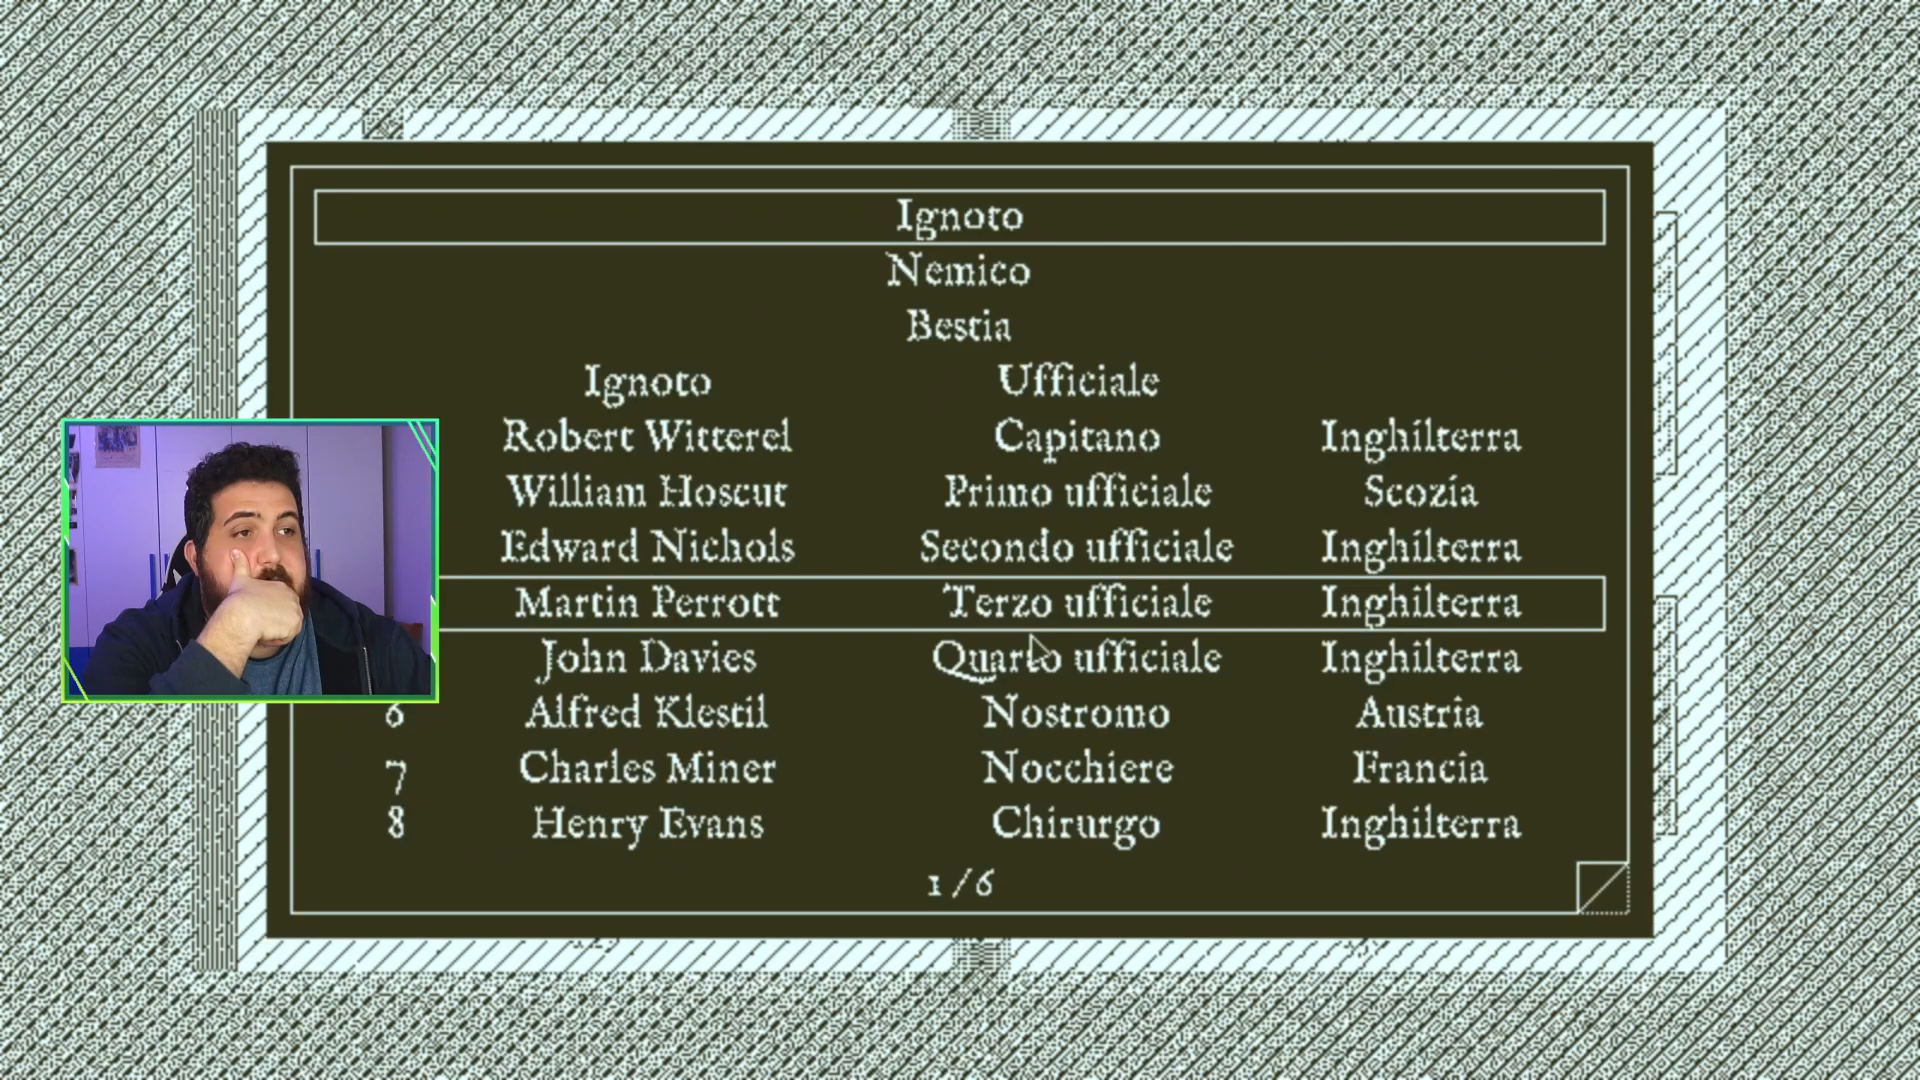 Ignoto
Nemico
Bestia
Ignoto Ufficiale
Robert Witterel Capitano Inghilterra
William Hoscut Primo ufficiale Scozia
Edward Nichols Secondo ufficiale Inghilterra
Martin Perrott Terzo ufficiale Inghilterra
John Davies Quarto ufficiale Inghilterra
6 Alfred Klestil Nostromo Austria
7 Charles Miner Nocchiere Francia
8 Henry Evans Chirurgo Inghilterra
1/6